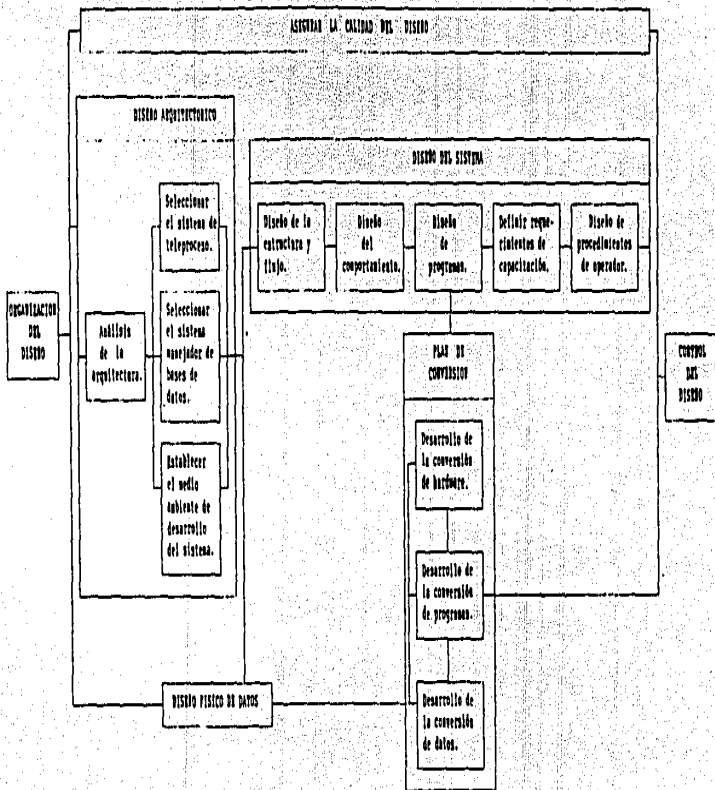 ASEGURAR LA CALIDAD DEL DISEÑO
DISEÑO ARQUITECTORICO
DISEÑO DEL SISTEMA
Seleccionar
el sistema de
teleproceso.
Diseño de la
estructura y
flujo.
Diseño
del
comportamiento.
Diseño
de
programas.
Definir reque-
rimientos de
capacitación.
Diseño de
procedimientos
de operador.
ORGANIZACION
DEL
DISEÑO
Análisis
de la
arquitectura.
Seleccionar
el sistema
manejador de
bases de
datos.
PLAN DE
CONVERSION
CONTROL
DEL
DISEÑO
Establecer
el medio
ambiente de
desarrollo
del sistema.
Desarrollo de
la conversión
de hardware.
Desarrollo de
la conversión
de programas.
DISEÑO FISICO DE DATOS
Desarrollo de
la conversión
de datos.